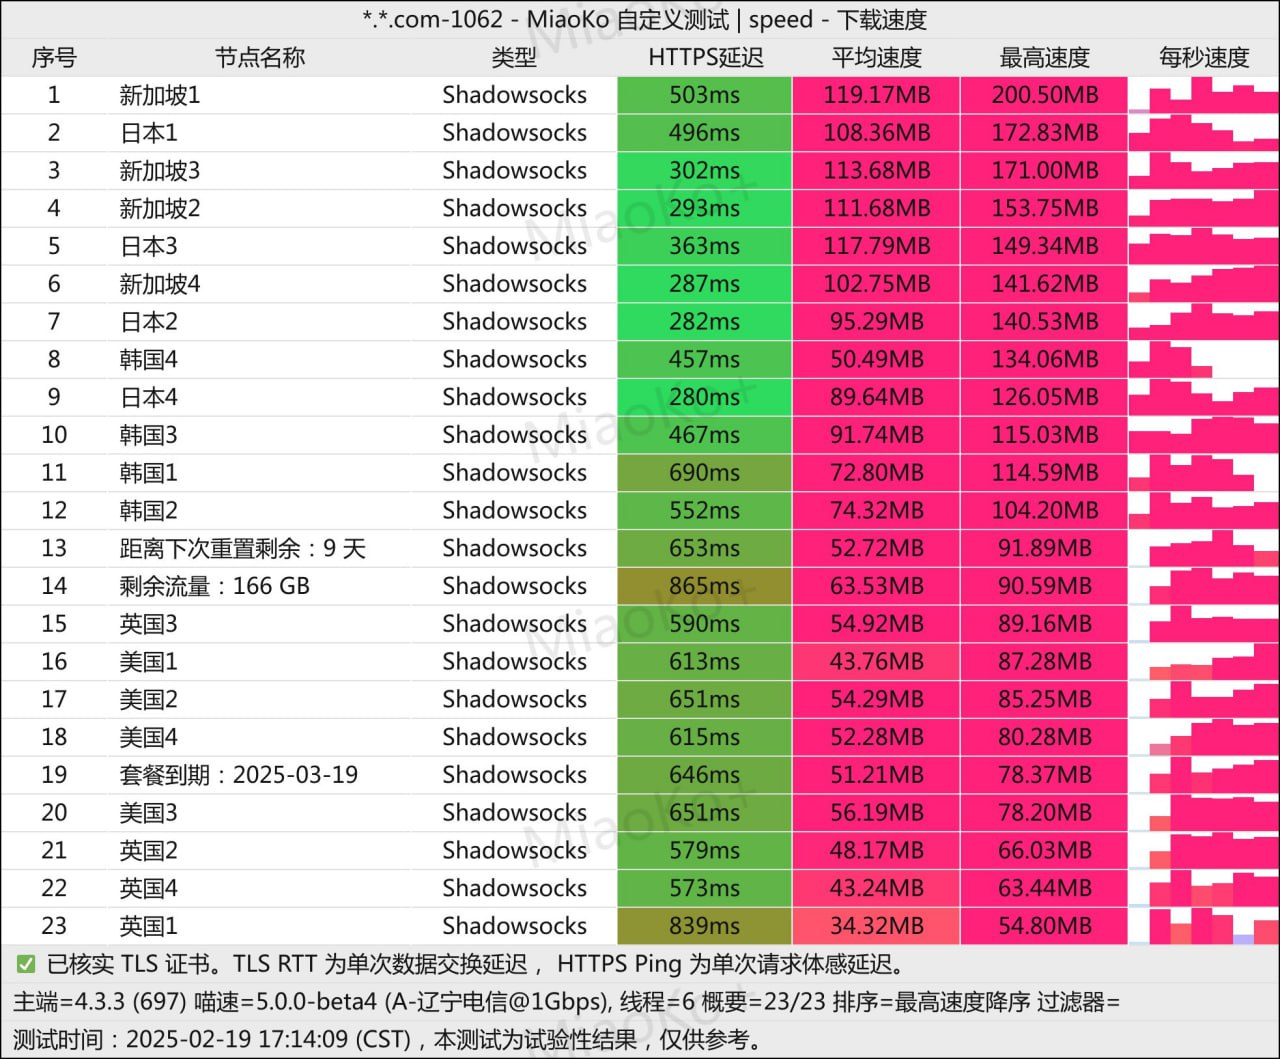 *.*.com-1062 - MiaoKo 自定义测试 | speed - 下载速度
序号 节点名称 类型 HTTPS延迟 平均速度 最高速度 每秒速度
1 新加坡1 Shadowsocks 503ms 119.17MB 200.50MB
2 日本1 Shadowsocks 496ms 108.36MB 172.83MB
3 新加坡3 Shadowsocks 302ms 113.68MB 171.00MB
4 新加坡2 Shadowsocks 293ms 111.68MB 153.75MB
5 日本3 Shadowsocks 363ms 117.79MB 149.34MB
6 新加坡4 Shadowsocks 287ms 102.75MB 141.62MB
7 日本2 Shadowsocks 282ms 95.29MB 140.53MB
8 韩国4 Shadowsocks 457ms 50.49MB 134.06MB
9 日本4 Shadowsocks 280ms 89.64MB 126.05MB
10 韩国3 Shadowsocks 467ms 91.74MB 115.03MB
11 韩国1 Shadowsocks 690ms 72.80MB 114.59MB
12 韩国2 Shadowsocks 552ms 74.32MB 104.20MB
13 距离下次重置剩余：9 天 Shadowsocks 653ms 52.72MB 91.89MB
14 剩余流量：166 GB Shadowsocks 865ms 63.53MB 90.59MB
15 英国3 Shadowsocks 590ms 54.92MB 89.16MB
16 美国1 Shadowsocks 613ms 43.76MB 87.28MB
17 美国2 Shadowsocks 651ms 54.29MB 85.25MB
18 美国4 Shadowsocks 615ms 52.28MB 80.28MB
19 套餐到期：2025-03-19 Shadowsocks 646ms 51.21MB 78.37MB
20 美国3 Shadowsocks 651ms 56.19MB 78.20MB
21 英国2 Shadowsocks 579ms 48.17MB 66.03MB
22 英国4 Shadowsocks 573ms 43.24MB 63.44MB
23 英国1 Shadowsocks 839ms 34.32MB 54.80MB
✅ 已核实 TLS 证书。TLS RTT 为单次数据交换延迟， HTTPS Ping 为单次请求体感延迟。
主端=4.3.3 (697) 喵速=5.0.0-beta4 (A-辽宁电信@1Gbps), 线程=6 概要=23/23 排序=最高速度降序 过滤器=
测试时间：2025-02-19 17:14:09 (CST)，本测试为试验性结果，仅供参考。
MiaoKo+
MiaoKo+
MiaoKo+
MiaoKo+
MiaoKo+
MiaoKo+